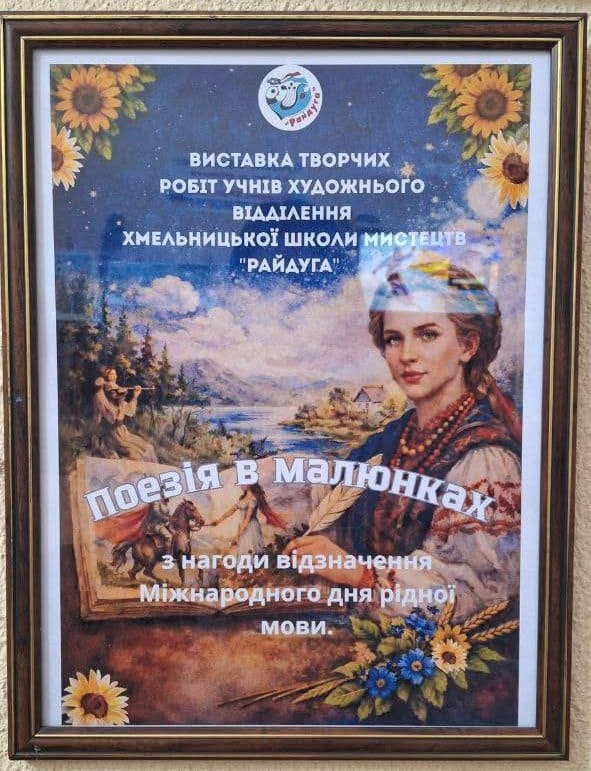 "Райдуга"
ВИСТАВКА ТВОРЧИХ
РОБІТ УЧНІВ ХУДОЖНЬОГО
ВІДДІЛЕННЯ
ХМЕЛЬНИЦЬКОЇ ШКОЛИ МИСТЕЦТВ
"РАЙДУГА"
Поезія в малюнках
з нагоди відзначення
Міжнародного дня рідної
мови.